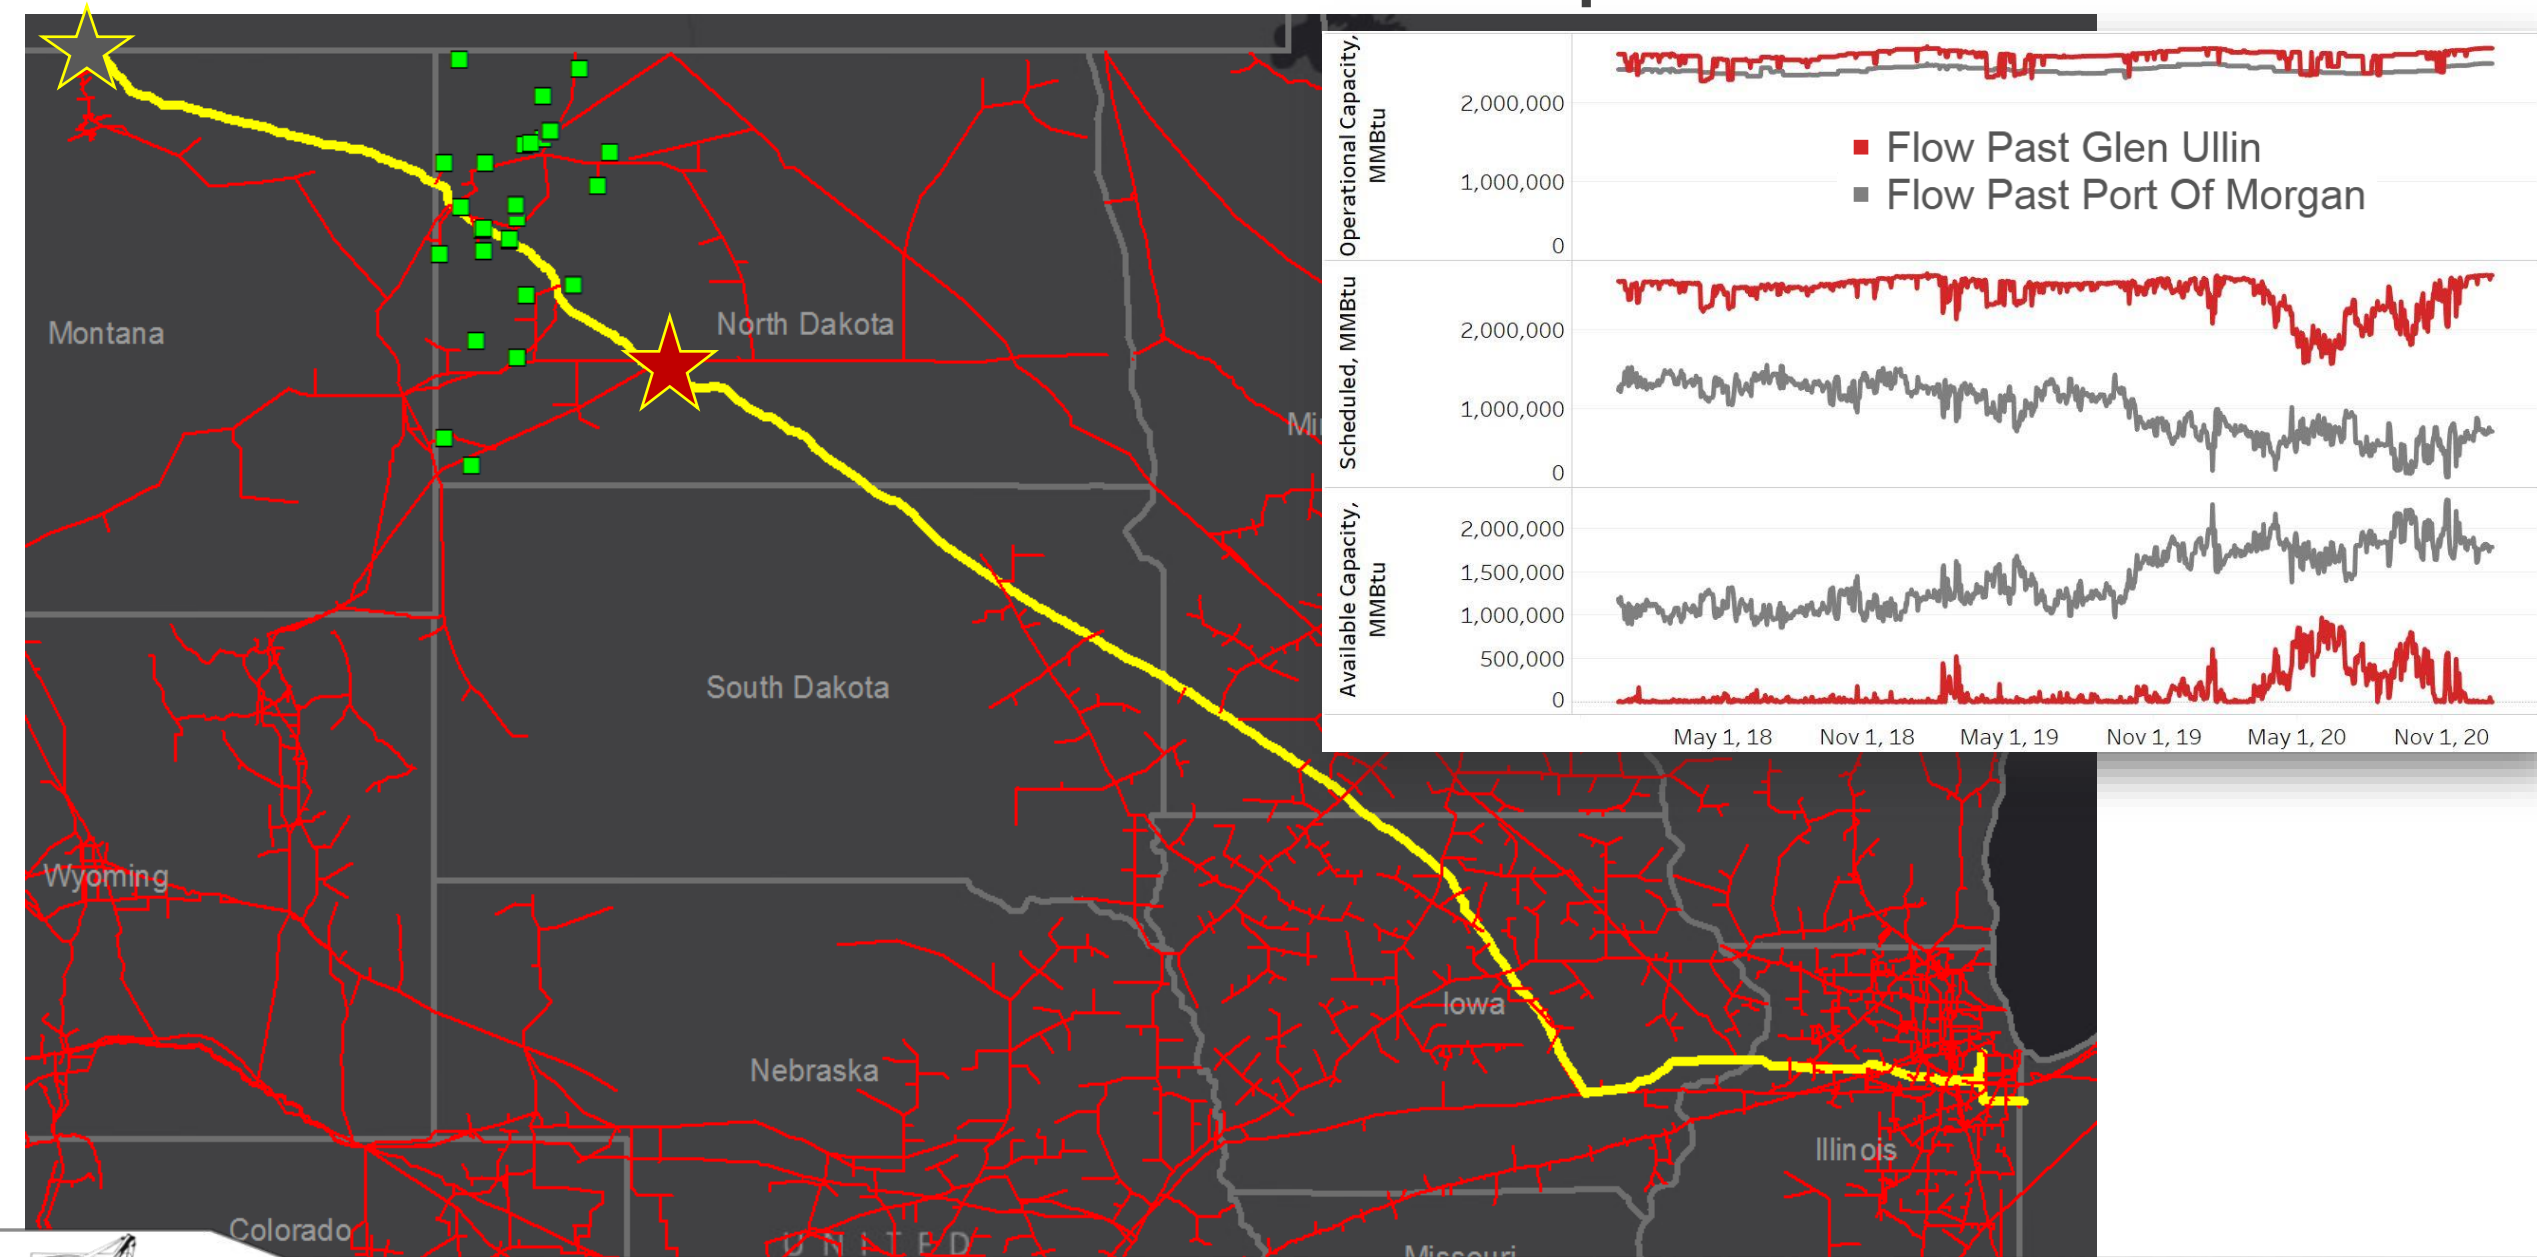 Operational Capacity,
MMBtu
2,000,000
1,000,000
0
Flow Past Glen Ullin
Flow Past Port Of Morgan
Scheduled, MMBtu
2,000,000
1,000,000
0
Available Capacity,
MMBtu
2,000,000
1,500,000
1,000,000
500,000
0
May 1, 18 Nov 1, 18 May 1, 19 Nov 1, 19 May 1, 20 Nov 1, 20
Montana
North Dakota
Mi
South Dakota
Wyoming
Iowa
Nebraska
Illinois
Colorado
UNITED
Missouri